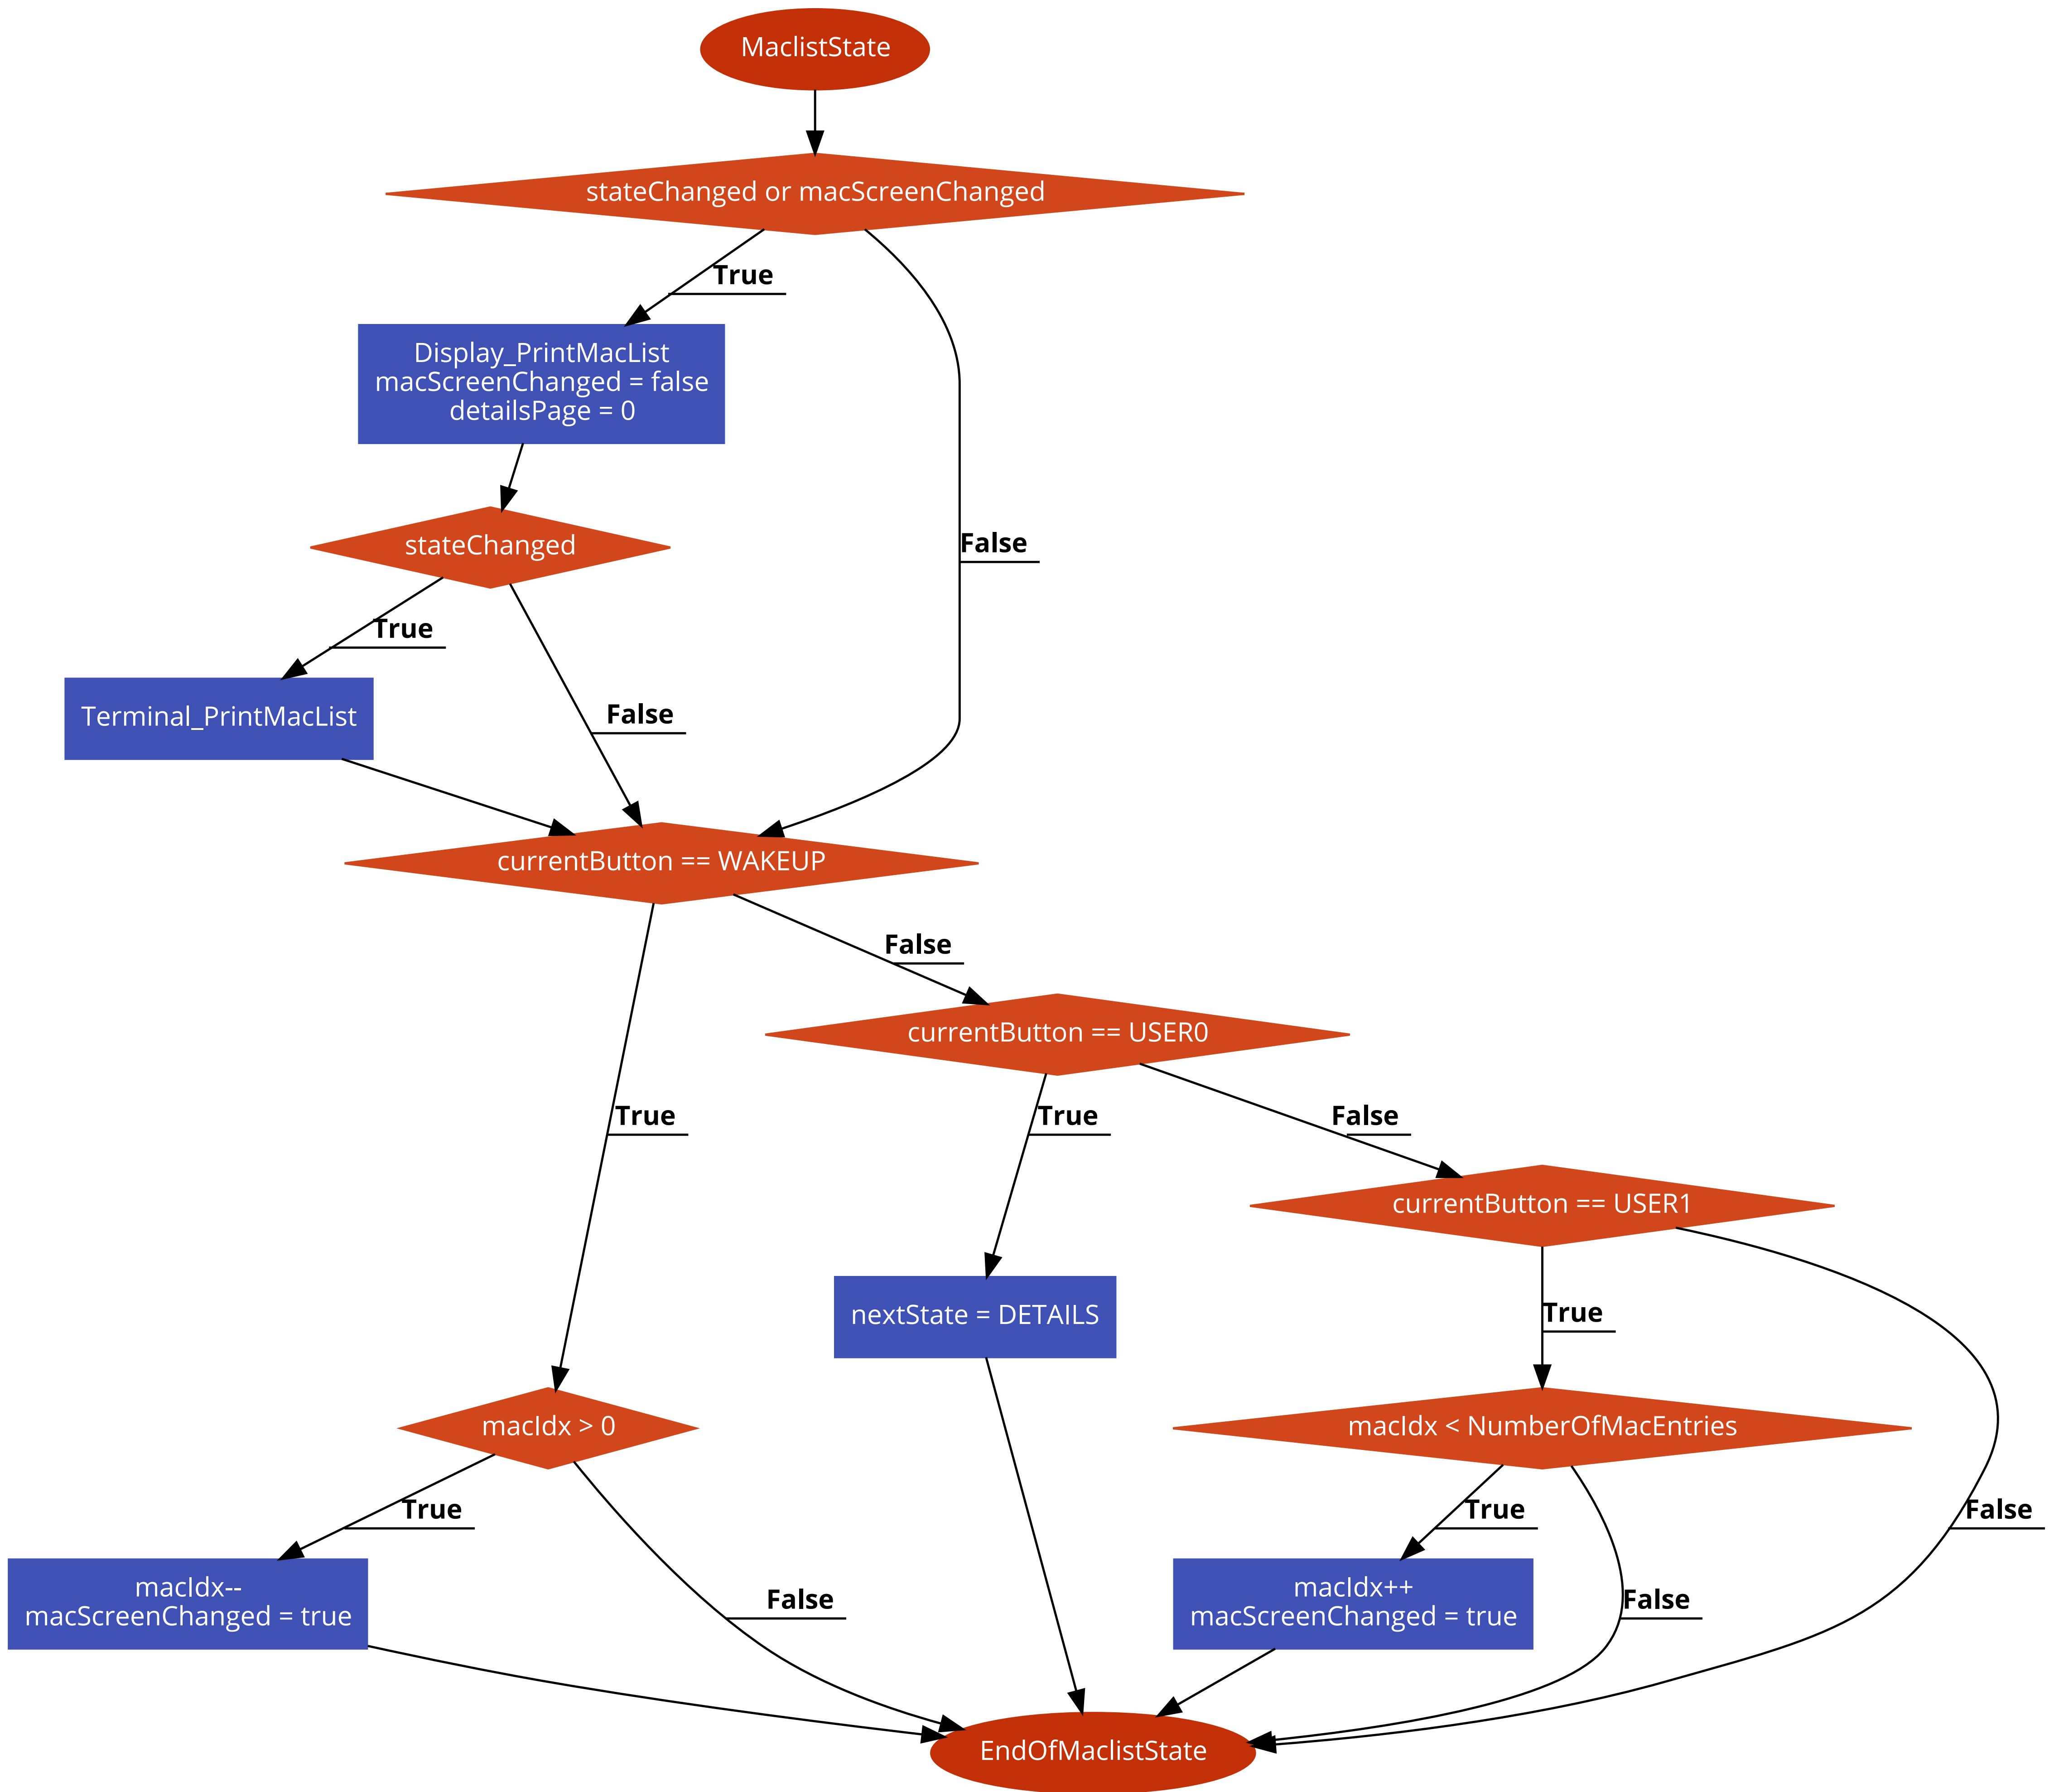 MaclistState
stateChanged or macScreenChanged
True
Display_PrintMacList
macScreenChanged = false
detailsPage = 0
stateChanged
False
True
Terminal_PrintMacList
False
currentButton == WAKEUP
False
currentButton == USER0
True
True
False
currentButton == USER1
nextState = DETAILS
True
macIdx > 0
macIdx < NumberOfMacEntries
True
True
False
macIdx--
macScreenChanged = true
False
macIdx++
macScreenChanged = true
False
EndOfMaclistState